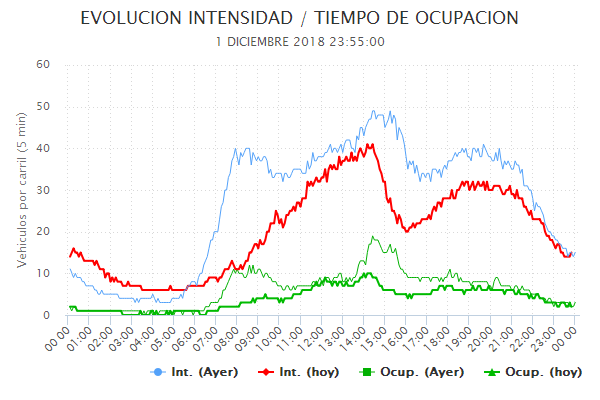 EVOLUCION INTENSIDAD / TIEMPO DE OCUPACION
1 DICIEMBRE 2018 23:55:00
Vehiculos por carril (5 min)
60
50
40
30
20
10
0
00:00 01:00 02:00 03:00 04:00 05:00 06:00 07:00 08:00 09:00 10:00 11:00 12:00 13:00 14:00 15:00 16:00 17:00 18:00 19:00 20:00 21:00 22:00 23:00 00:00
Int. (Ayer) Int. (hoy) Ocup. (Ayer) Ocup. (hoy)